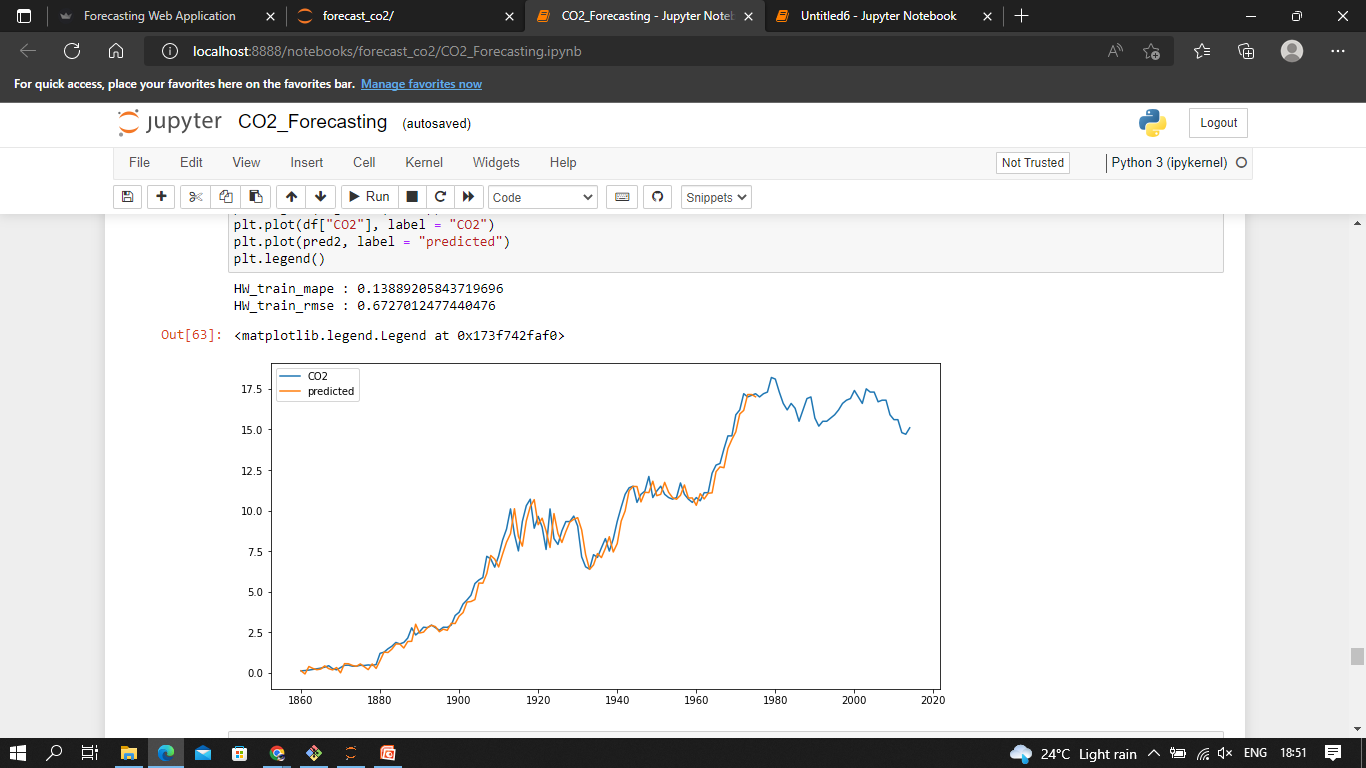 Forecasting Web Application
forecast_co2/
CO2_Forecasting - Jupyter Noteb
Untitled6 - Jupyter Notebook
localhost:8888/notebooks/forecast_co2/CO2_Forecasting.ipynb
For quick access, place your favorites here on the favorites bar. Manage favorites now
jupyter CO2_Forecasting (autosaved)
Logout
File Edit View Insert Cell Kernel Widgets Help
Not Trusted
Python 3 (ipykernel)
Run
Code
Snippets
plt.plot(df["CO2"], label = "CO2")
plt.plot(pred2, label = "predicted")
plt.legend()
HW_train_mape : 0.13889205843719696
HW_train_rmse : 0.6727012477440476
Out[63]: <matplotlib.legend.Legend at 0x173f742faf0>
CO2
predicted
17.5
15.0
12.5
10.0
7.5
5.0
2.5
0.0
1860 1880 1900 1920 1940 1960 1980 2000 2020
24°C Light rain
ENG
18:51